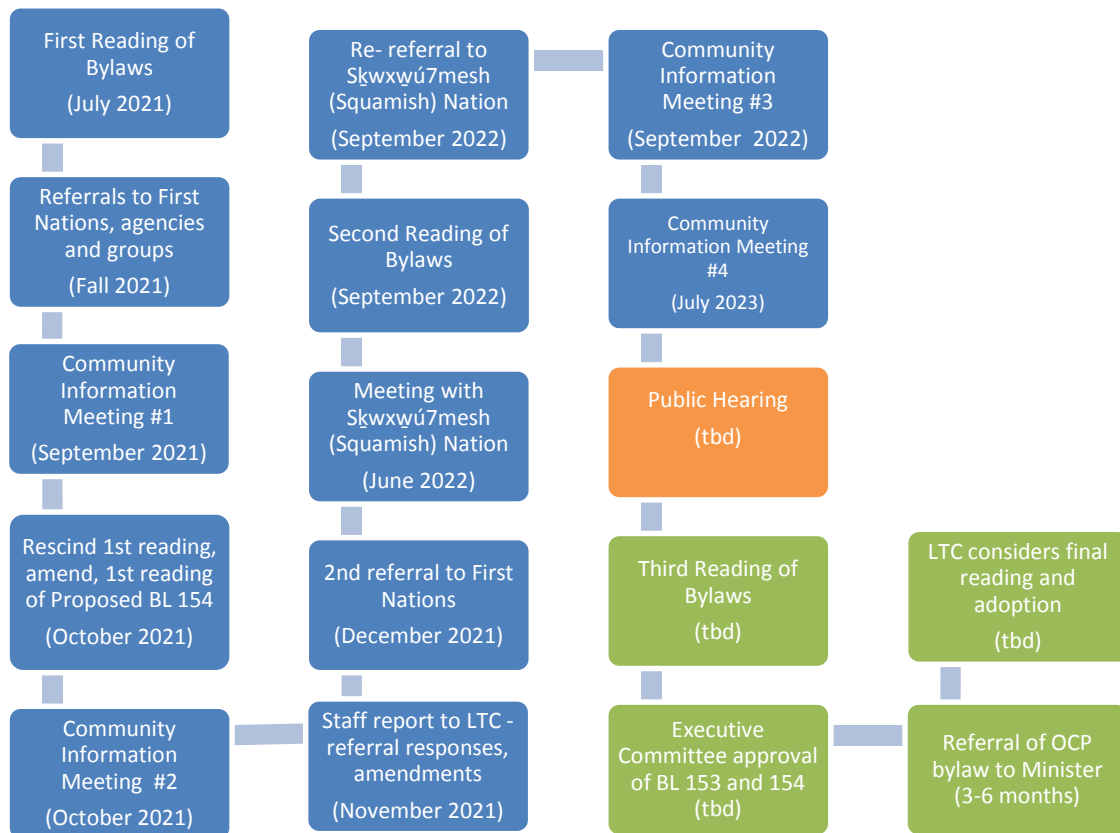 First Reading of
Bylaws
(July 2021)
Referrals to First
Nations, agencies
and groups
(Fall 2021)
Community
Information
Meeting #1
(September 2021)
Rescind 1st reading,
amend, 1st reading
of Proposed BL 154
(October 2021)
Community
Information
Meeting #2
(October 2021)
Staff report to LTC -
referral responses,
amendments
(November 2021)
2nd referral to First
Nations
(December 2021)
Meeting with
Sḵwx̱wú7mesh
(Squamish) Nation
(June 2022)
Second Reading of
Bylaws
(September 2022)
Re- referral to
Sḵwx̱wú7mesh
(Squamish) Nation
(September 2022)
Community
Information
Meeting #3
(September 2022)
Community
Information Meeting
#4
(July 2023)
Public Hearing
(tbd)
Third Reading of
Bylaws
(tbd)
Executive
Committee approval
of BL 153 and 154
(tbd)
Referral of OCP
bylaw to Minister
(3-6 months)
LTC considers final
reading and
adoption
(tbd)